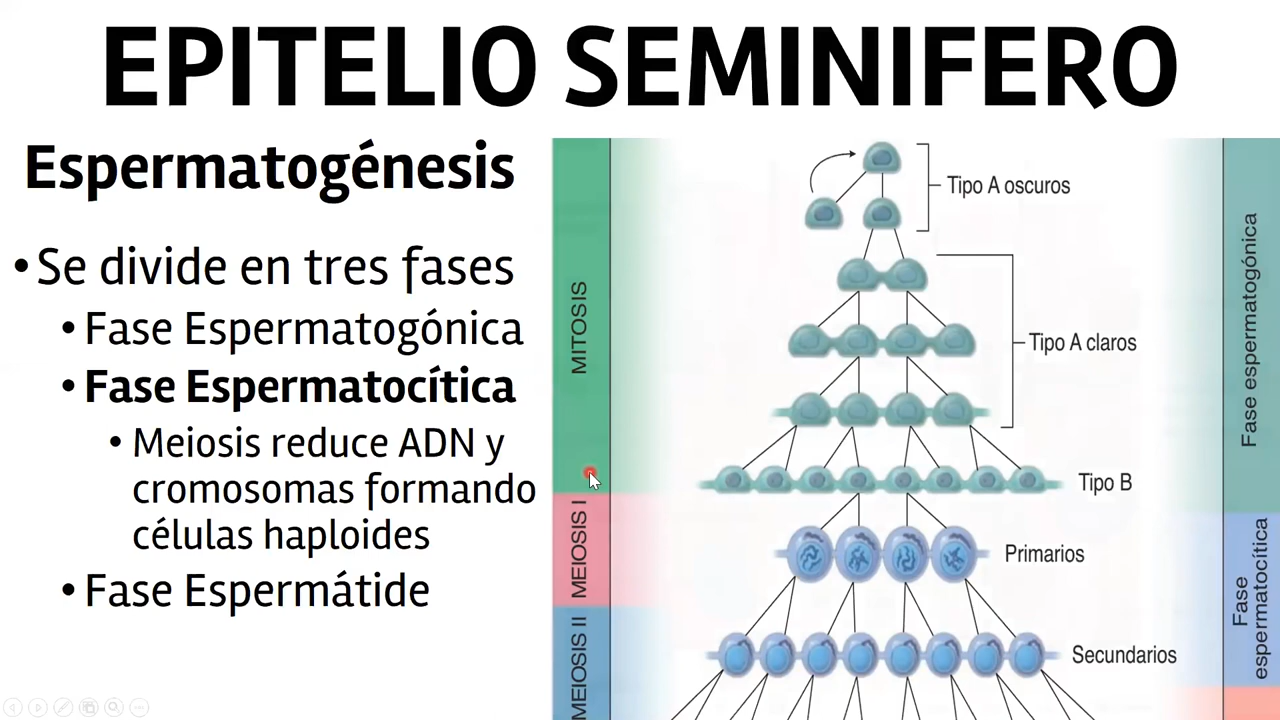 EPITELIO SEMINIFERO
Espermatogénesis
• Se divide en tres fases
• Fase Espermatogónica
• Fase Espermatocítica
• Meiosis reduce ADN y
cromosomas formando
células haploides
• Fase Espermátide
MITOSIS
MEIOSIS I
MEIOSIS II
Tipo A oscuros
Tipo A claros
Tipo B
Primarios
Secundarios
Fase espermatogónica
Fase
espermatocítica